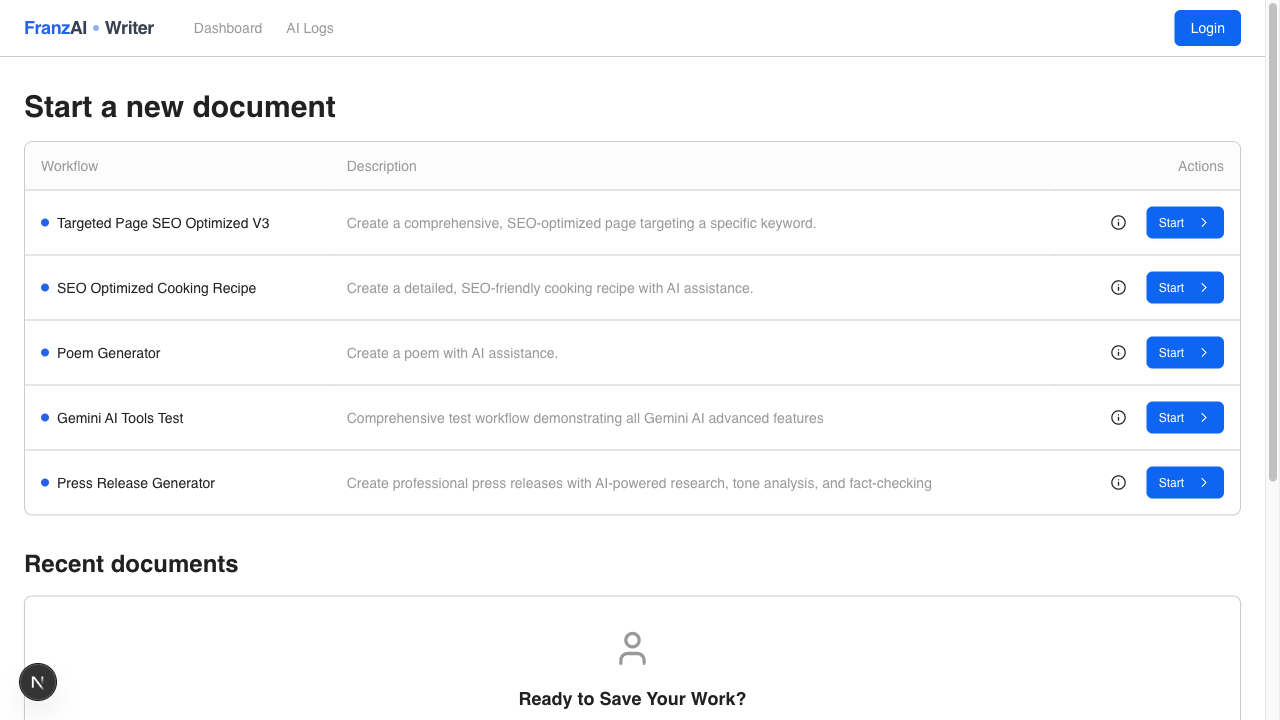 FranzAI • Writer
Dashboard
AI Logs
Login
Start a new document
Workflow Description Actions
Targeted Page SEO Optimized V3 Create a comprehensive, SEO-optimized page targeting a specific keyword. Start
SEO Optimized Cooking Recipe Create a detailed, SEO-friendly cooking recipe with AI assistance. Start
Poem Generator Create a poem with AI assistance. Start
Gemini AI Tools Test Comprehensive test workflow demonstrating all Gemini AI advanced features Start
Press Release Generator Create professional press releases with AI-powered research, tone analysis, and fact-checking Start
Recent documents
N
Ready to Save Your Work?